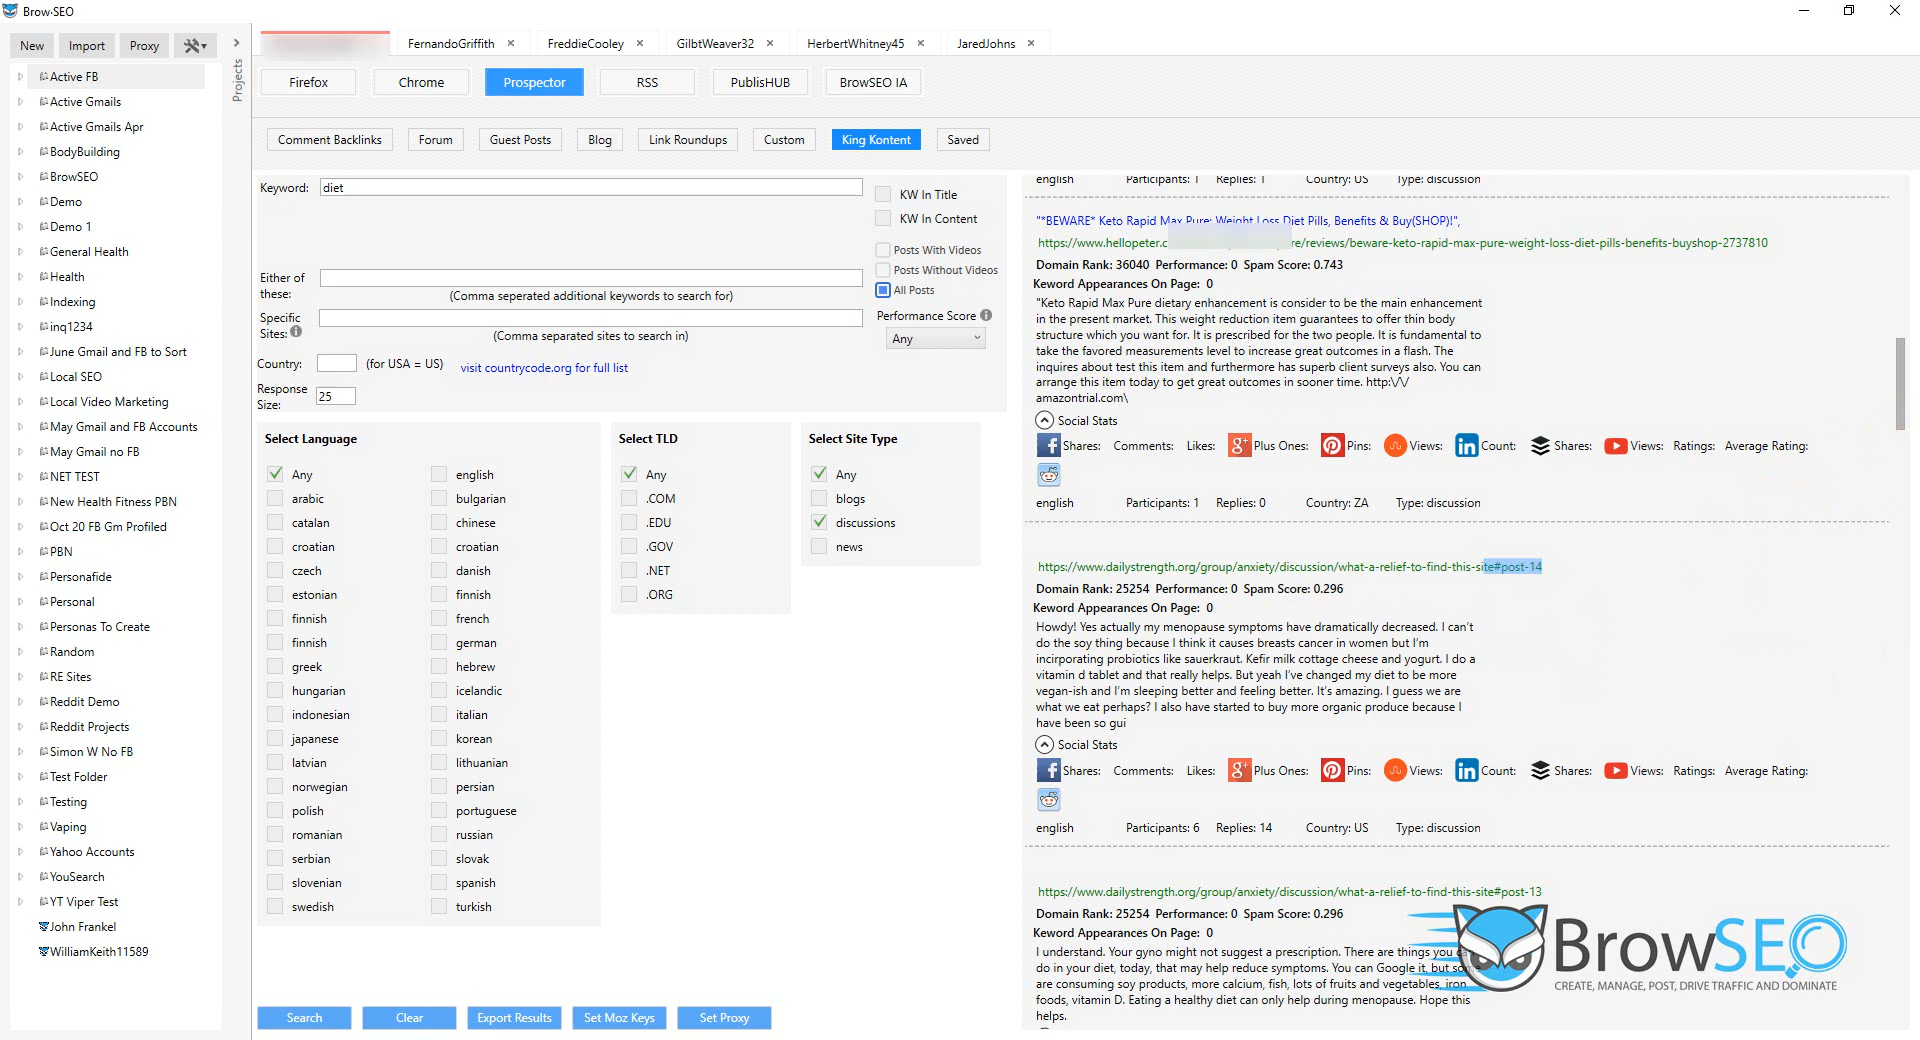 Brow·SEO
New Import Proxy
Projects
Active FB
Active Gmails
Active Gmails Apr
BodyBuilding
BrowSEO
Demo
Demo 1
General Health
Health
Indexing
inq1234
June Gmail and FB to Sort
Local SEO
Local Video Marketing
May Gmail and FB Accounts
May Gmail no FB
NET TEST
New Health Fitness PBN
Oct 20 FB Gm Profiled
PBN
Personafide
Personal
Personas To Create
Random
RE Sites
Reddit Demo
Reddit Projects
Simon W No FB
Test Folder
Testing
Vaping
Yahoo Accounts
YouSearch
YT Viper Test
John Frankel
WilliamKeith11589
FernandoGriffith FreddieCooley GilbtWeaver32 HerbertWhitney45 JaredJohns
Firefox Chrome Prospector RSS PublisHUB BrowSEO IA
Comment Backlinks Forum Guest Posts Blog Link Roundups Custom King Kontent Saved
Keyword: diet
KW In Title
KW In Content
Posts With Videos
Posts Without Videos
All Posts
Either of
these:
(Comma seperated additional keywords to search for)
Specific
Sites:
(Comma separated sites to search in)
Performance Score
Any
Country: (for USA = US) visit countrycode.org for full list
Response
Size: 25
Select Language
Any english
arabic bulgarian
catalan chinese
croatian croatian
czech danish
estonian finnish
finnish french
finnish german
greek hebrew
hungarian icelandic
indonesian italian
japanese korean
latvian lithuanian
norwegian persian
polish portuguese
romanian russian
serbian slovak
slovenian spanish
swedish turkish
Select TLD
Any
.COM
.EDU
.GOV
.NET
.ORG
Select Site Type
Any
blogs
discussions
news
Search Clear Export Results Set Moz Keys Set Proxy
english Participants: 1 Replies: 1 Country: US Type: discussion
"*BEWARE* Keto Rapid Max Pure: Weight Loss Diet Pills, Benefits & Buy(SHOP)!",
https://www.hellopeter.c re/reviews/beware-keto-rapid-max-pure-weight-loss-diet-pills-benefits-buyshop-2737810
Domain Rank: 36040 Performance: 0 Spam Score: 0.743
Keword Appearances On Page: 0
"Keto Rapid Max Pure dietary enhancement is consider to be the main enhancement
in the present market. This weight reduction item guarantees to offer thin body
structure which you want for. It is prescribed for the two people. It is fundamental to
take the favored measurements level to increase great outcomes in a flash. The
inquires about test this item and furthermore has superb client surveys also. You can
arrange this item today to get great outcomes in sooner time. http:\/\/
amazontrial.com\
Social Stats
Shares: Comments: Likes: Plus Ones: Pins: Views: Count: Shares: Views: Ratings: Average Rating:
english Participants: 1 Replies: 0 Country: ZA Type: discussion
https://www.dailystrength.org/group/anxiety/discussion/what-a-relief-to-find-this-site#post-14
Domain Rank: 25254 Performance: 0 Spam Score: 0.296
Keword Appearances On Page: 0
Howdy! Yes actually my menopause symptoms have dramatically decreased. I can't
do the soy thing because I think it causes breasts cancer in women but I'm
incirporating probiotics like sauerkraut. Kefir milk cottage cheese and yogurt. I do a
vitamin d tablet and that really helps. But yeah I've changed my diet to be more
vegan-ish and I'm sleeping better and feeling better. It's amazing. I guess we are
what we eat perhaps? I also have started to buy more organic produce because I
have been so gui
Social Stats
Shares: Comments: Likes: Plus Ones: Pins: Views: Count: Shares: Views: Ratings: Average Rating:
english Participants: 6 Replies: 14 Country: US Type: discussion
https://www.dailystrength.org/group/anxiety/discussion/what-a-relief-to-find-this-site#post-13
Domain Rank: 25254 Performance: 0 Spam Score: 0.296
Keword Appearances On Page: 0
I understand. Your gyno might not suggest a prescription. There are things you can
do in your diet, today, that may help reduce symptoms. You can Google it, but some
are consuming soy products, more calcium, fish, lots of fruits and vegetables, iron
foods, vitamin D. Eating a healthy diet can only help during menopause. Hope this
helps.
BrowSEO
CREATE, MANAGE, POST, DRIVE TRAFFIC AND DOMINATE